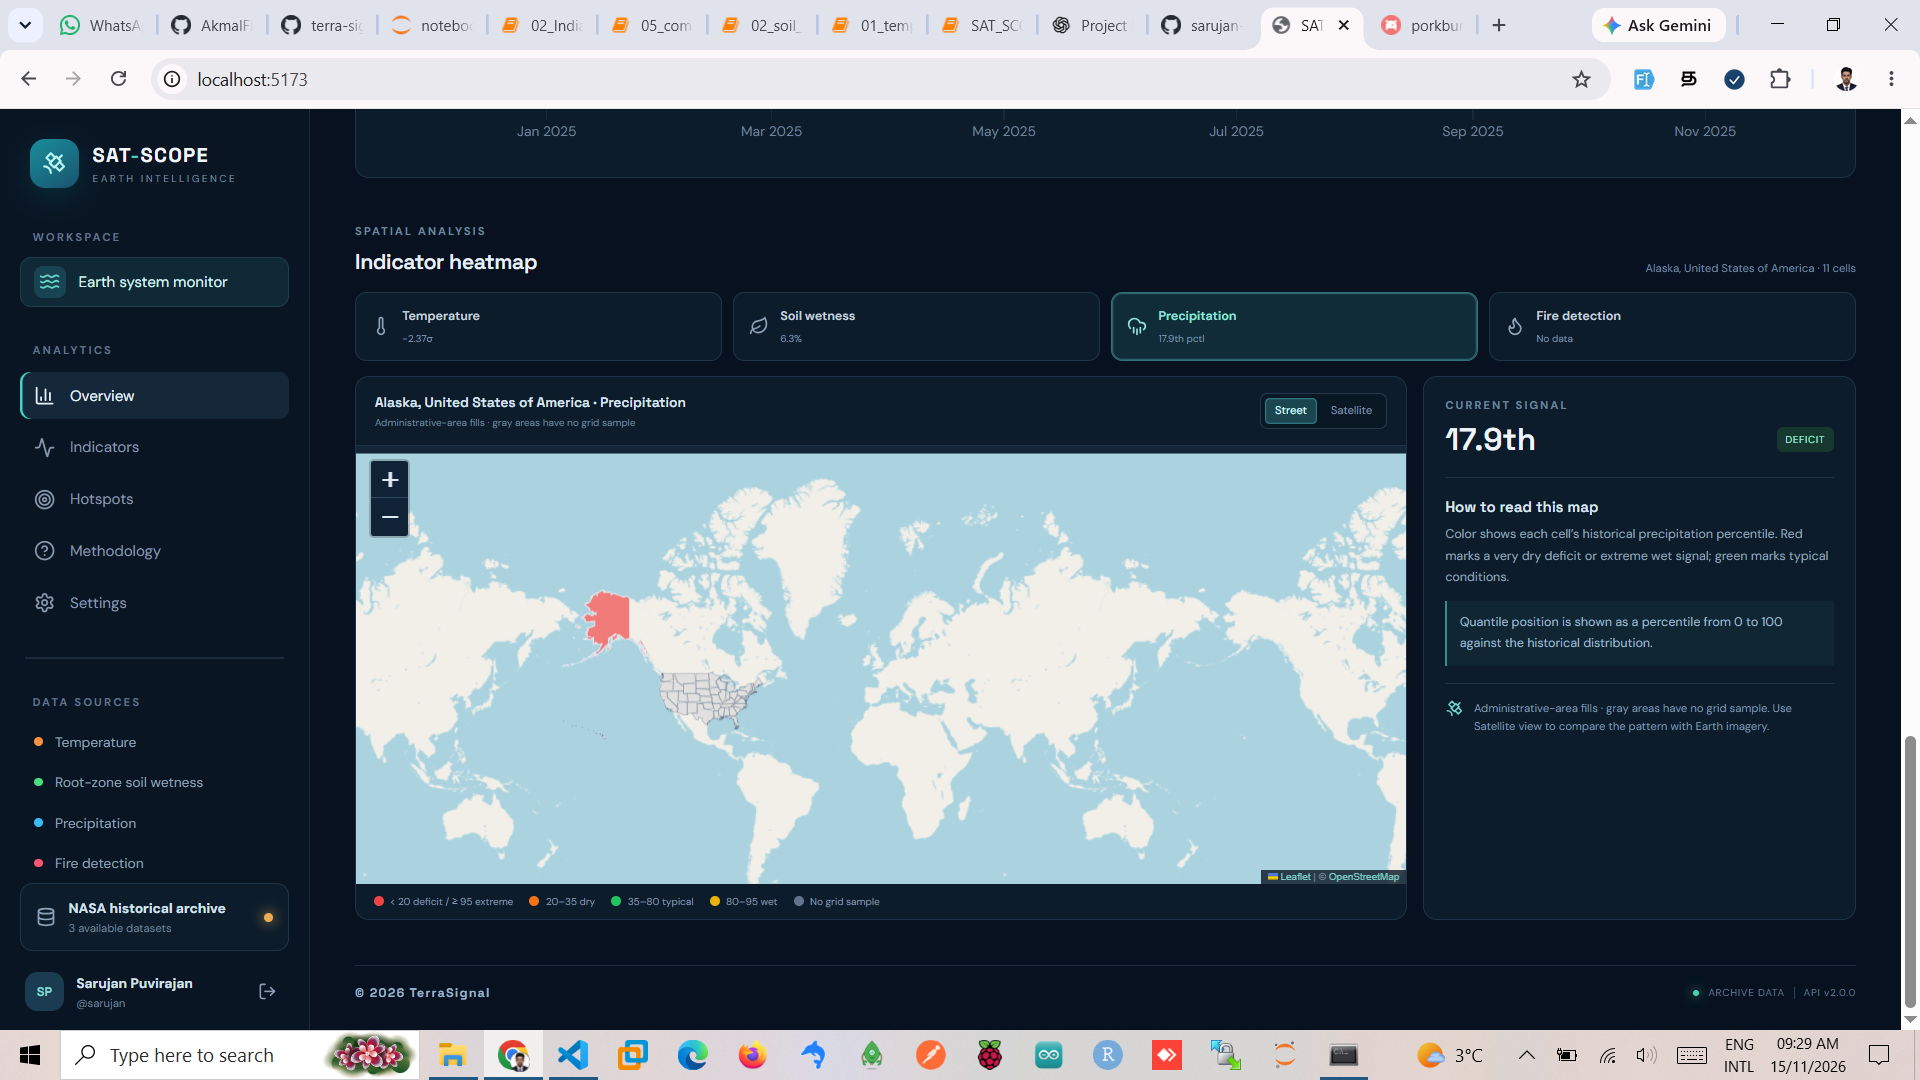 WhatsA
AkmalF
terra-sig
notebo
02_India
05_com
02_soil_
01_temp
SAT_SCO
Project
sarujan-
SAT
porkbun
Ask Gemini
localhost:5173
SAT-SCOPE
EARTH INTELLIGENCE
WORKSPACE
Earth system monitor
ANALYTICS
Overview
Indicators
Hotspots
Methodology
Settings
DATA SOURCES
Temperature
Root-zone soil wetness
Precipitation
Fire detection
NASA historical archive
3 available datasets
SP
Sarujan Puvirajan
@sarujan
Jan 2025
Mar 2025
May 2025
Jul 2025
Sep 2025
Nov 2025
SPATIAL ANALYSIS
Indicator heatmap
Alaska, United States of America · 11 cells
Temperature
-2.37σ
Soil wetness
6.3%
Precipitation
17.9th pctl
Fire detection
No data
Alaska, United States of America · Precipitation
Administrative-area fills · gray areas have no grid sample
Street
Satellite
+
−
Leaflet | © OpenStreetMap
< 20 deficit / ≥ 95 extreme
20–35 dry
35–80 typical
80–95 wet
No grid sample
CURRENT SIGNAL
17.9th
DEFICIT
How to read this map
Color shows each cell's historical precipitation percentile. Red
marks a very dry deficit or extreme wet signal; green marks typical
conditions.
Quantile position is shown as a percentile from 0 to 100
against the historical distribution.
Administrative-area fills · gray areas have no grid sample. Use
Satellite view to compare the pattern with Earth imagery.
© 2026 TerraSignal
ARCHIVE DATA | API v2.0.0
Type here to search
3°C
ENG
INTL
09:29 AM
15/11/2026